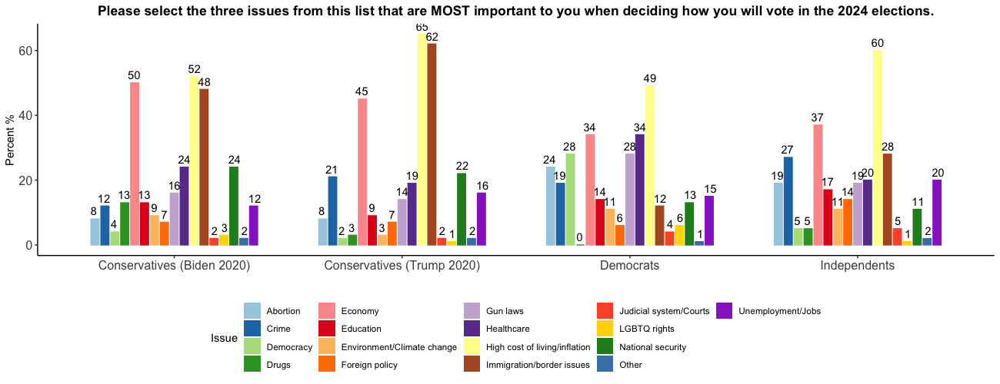 Please select the three issues from this list that are MOST important to you when deciding how you will vote in the 2024 elections.
Percent %
60
40
20
0
8 12 4 13 50 13 9 7 16 24 52 48 2 3 24 2 12
8 21 2 3 45 9 3 7 14 19 65 62 2 1 22 2 16
24 19 28 0 34 14 11 6 28 34 49 12 4 6 13 1 15
19 27 5 5 37 17 11 14 19 20 60 28 5 1 11 2 20
Conservatives (Biden 2020) Conservatives (Trump 2020) Democrats Independents
Issue
Abortion Economy Gun laws Judicial system/Courts Unemployment/Jobs
Crime Education Healthcare LGBTQ rights
Democracy Environment/Climate change High cost of living/inflation National security
Drugs Foreign policy Immigration/border issues Other